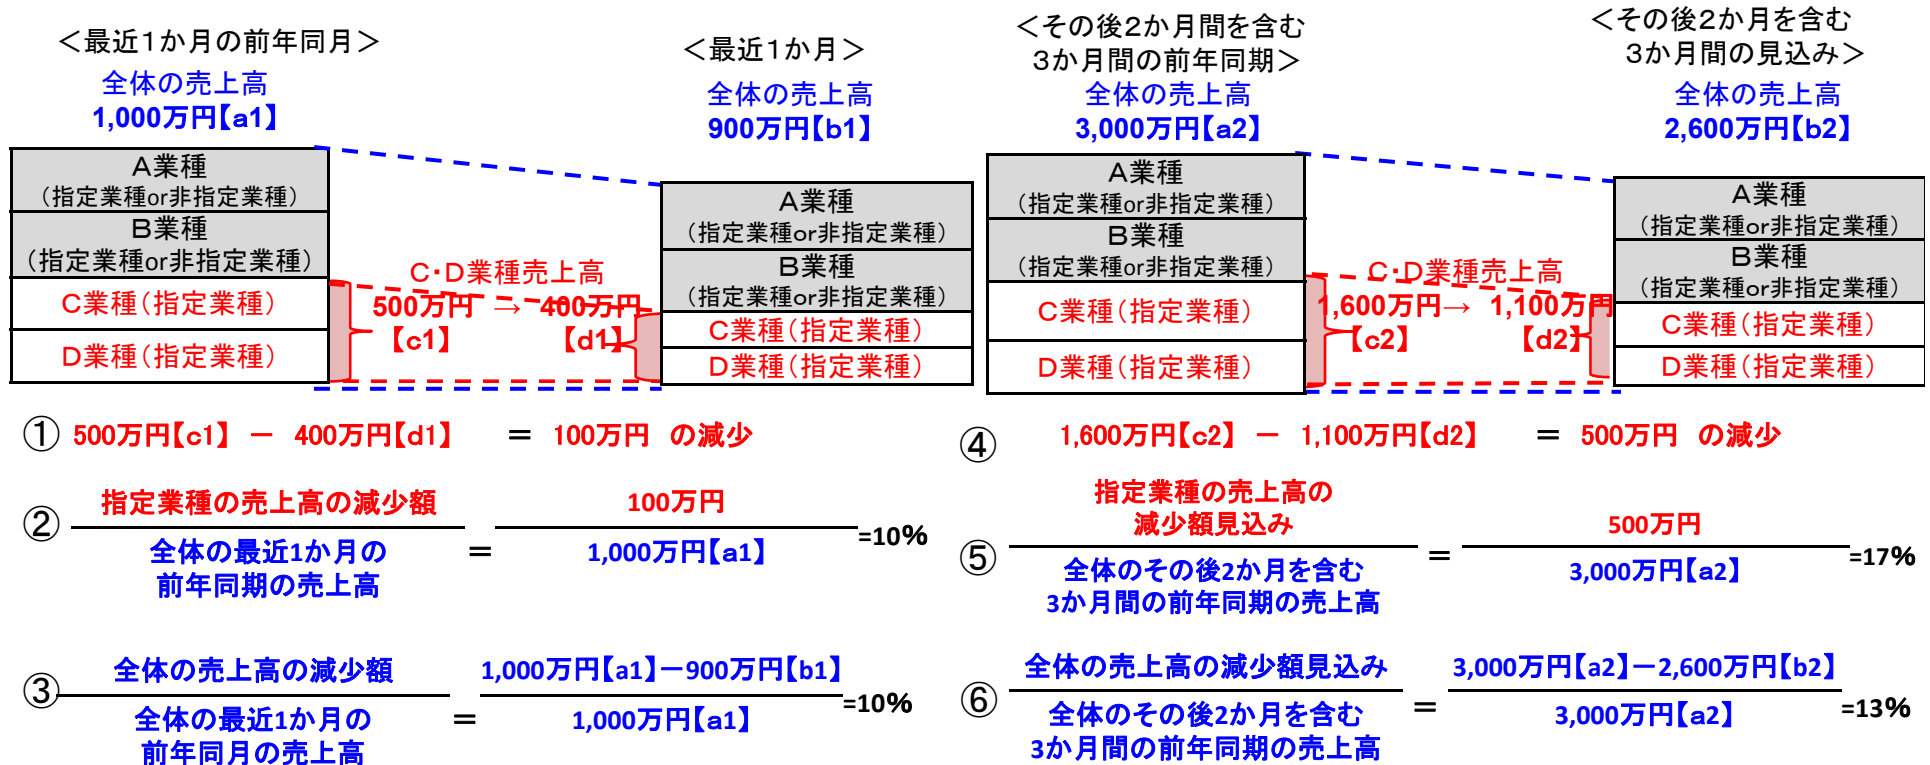 ＜最近１か月の前年同月＞
全体の売上高
1,000万円【a1】
A業種
（指定業種or非指定業種）
B業種
（指定業種or非指定業種）
C業種（指定業種）
D業種（指定業種）
C・D業種売上高
500万円 → 400万円
【c1】 【d1】
＜最近１か月＞
全体の売上高
900万円【b1】
A業種
（指定業種or非指定業種）
B業種
（指定業種or非指定業種）
C業種（指定業種）
D業種（指定業種）
＜その後２か月間を含む
３か月間の前年同期＞
全体の売上高
3,000万円【a2】
A業種
（指定業種or非指定業種）
B業種
（指定業種or非指定業種）
C業種（指定業種）
D業種（指定業種）
C・D業種売上高
1,600万円→ 1,100万円
【c2】 【d2】
＜その後２か月を含む
３か月間の見込み＞
全体の売上高
2,600万円【b2】
A業種
（指定業種or非指定業種）
B業種
（指定業種or非指定業種）
C業種（指定業種）
D業種（指定業種）
① 500万円【c1】 － 400万円【d1】 ＝ 100万円 の減少
② 指定業種の売上高の減少額
全体の最近1か月の
前年同期の売上高
＝
100万円
1,000万円【a1】
=10%
③ 全体の売上高の減少額
全体の最近1か月の
前年同月の売上高
＝
1,000万円【a1】－900万円【b1】
1,000万円【a1】
=10%
④ 1,600万円【c2】 － 1,100万円【d2】 ＝ 500万円 の減少
⑤ 指定業種の売上高の
減少額見込み
全体のその後2か月を含む
3か月間の前年同期の売上高
＝
500万円
3,000万円【a2】
=17%
⑥ 全体の売上高の減少額見込み
全体のその後2か月を含む
3か月間の前年同期の売上高
＝
3,000万円【a2】－2,600万円【b2】
3,000万円【a2】
=13%